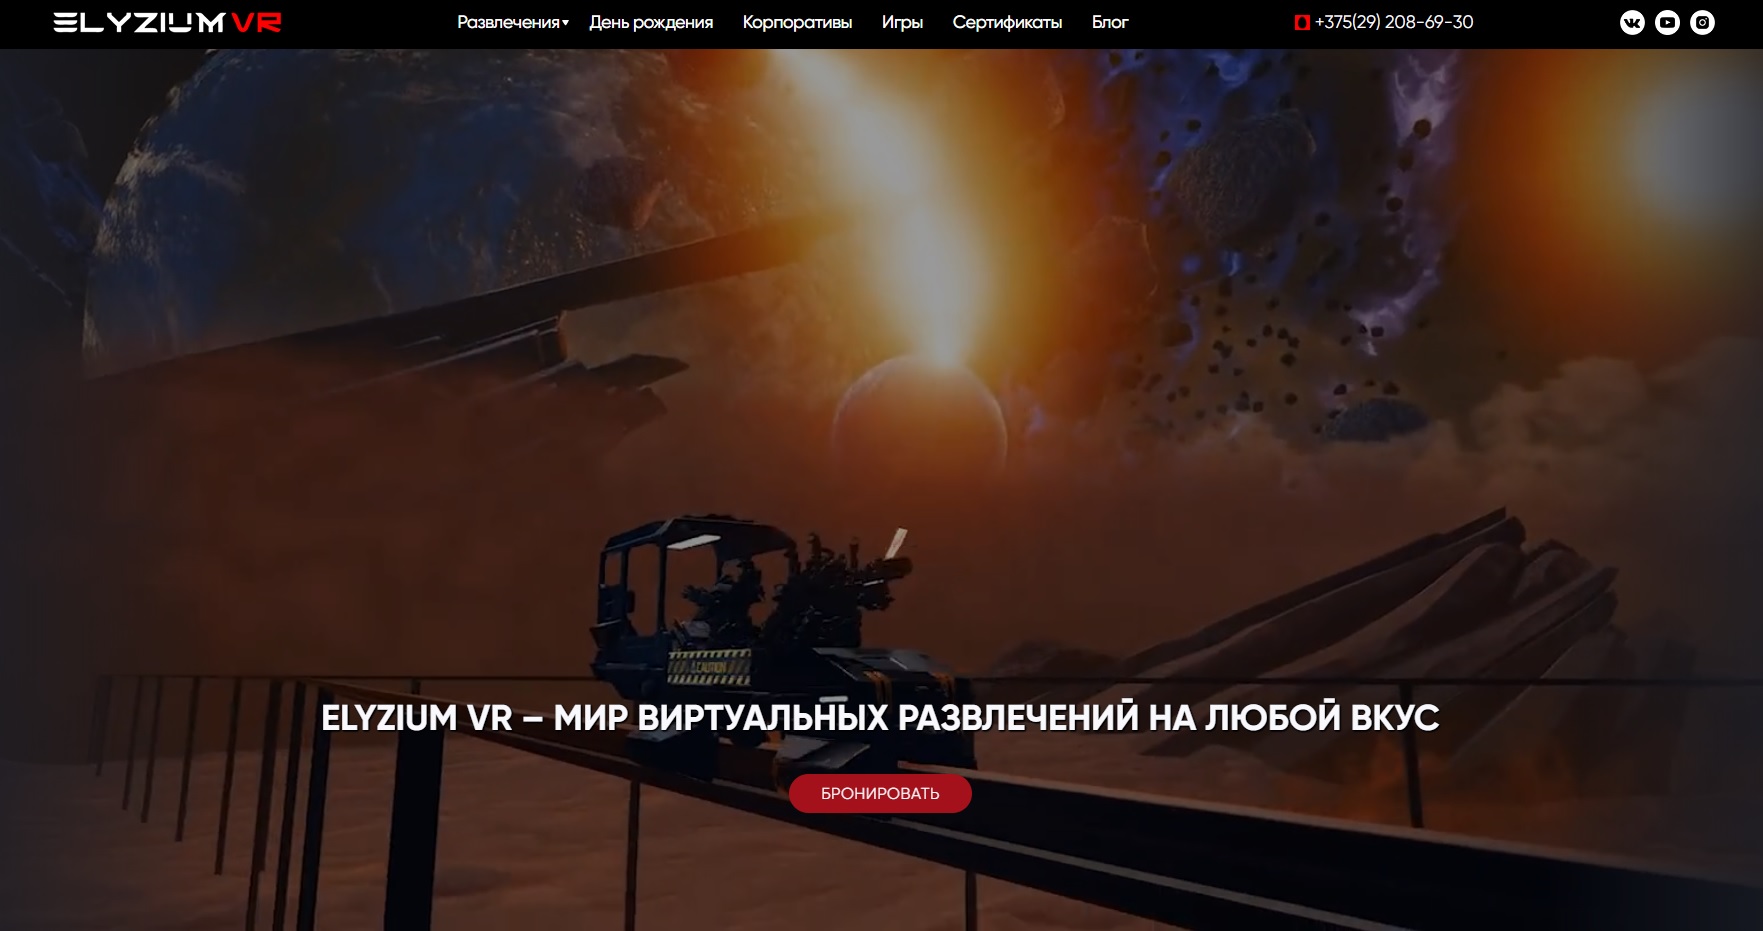 ELYZIUM VR
Развлечения
День рождения
Корпоративы
Игры
Сертификаты
Блог
+375(29) 208-69-30
CAUTION
ELYZIUM VR – МИР ВИРТУАЛЬНЫХ РАЗВЛЕЧЕНИЙ НА ЛЮБОЙ ВКУС
БРОНИРОВАТЬ